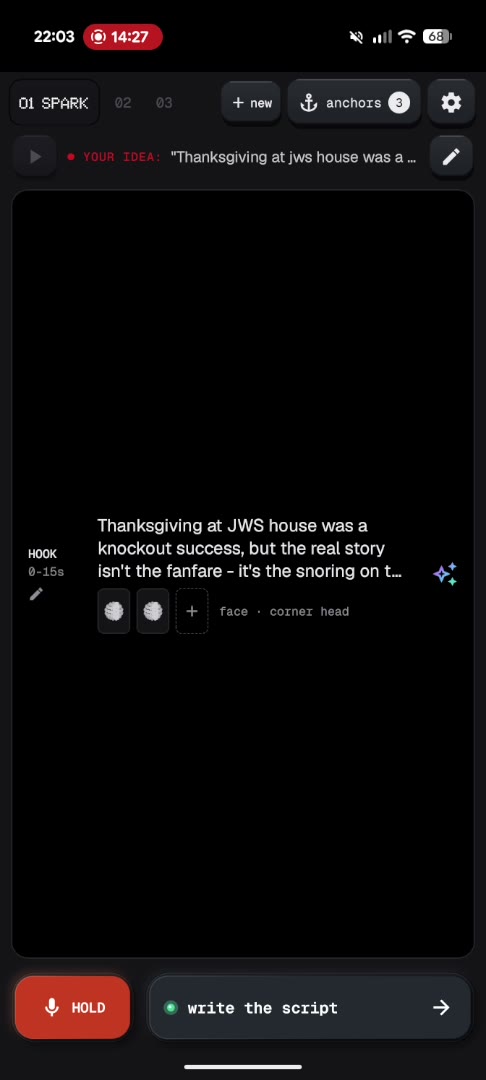 22:03 14:27 68
01 SPARK 02 03 + new anchors 3
YOUR IDEA: "Thanksgiving at jws house was a ...
Thanksgiving at JWS house was a
knockout success, but the real story
isn't the fanfare - it's the snoring on t...
HOOK
0-15s
face · corner head
HOLD
write the script →